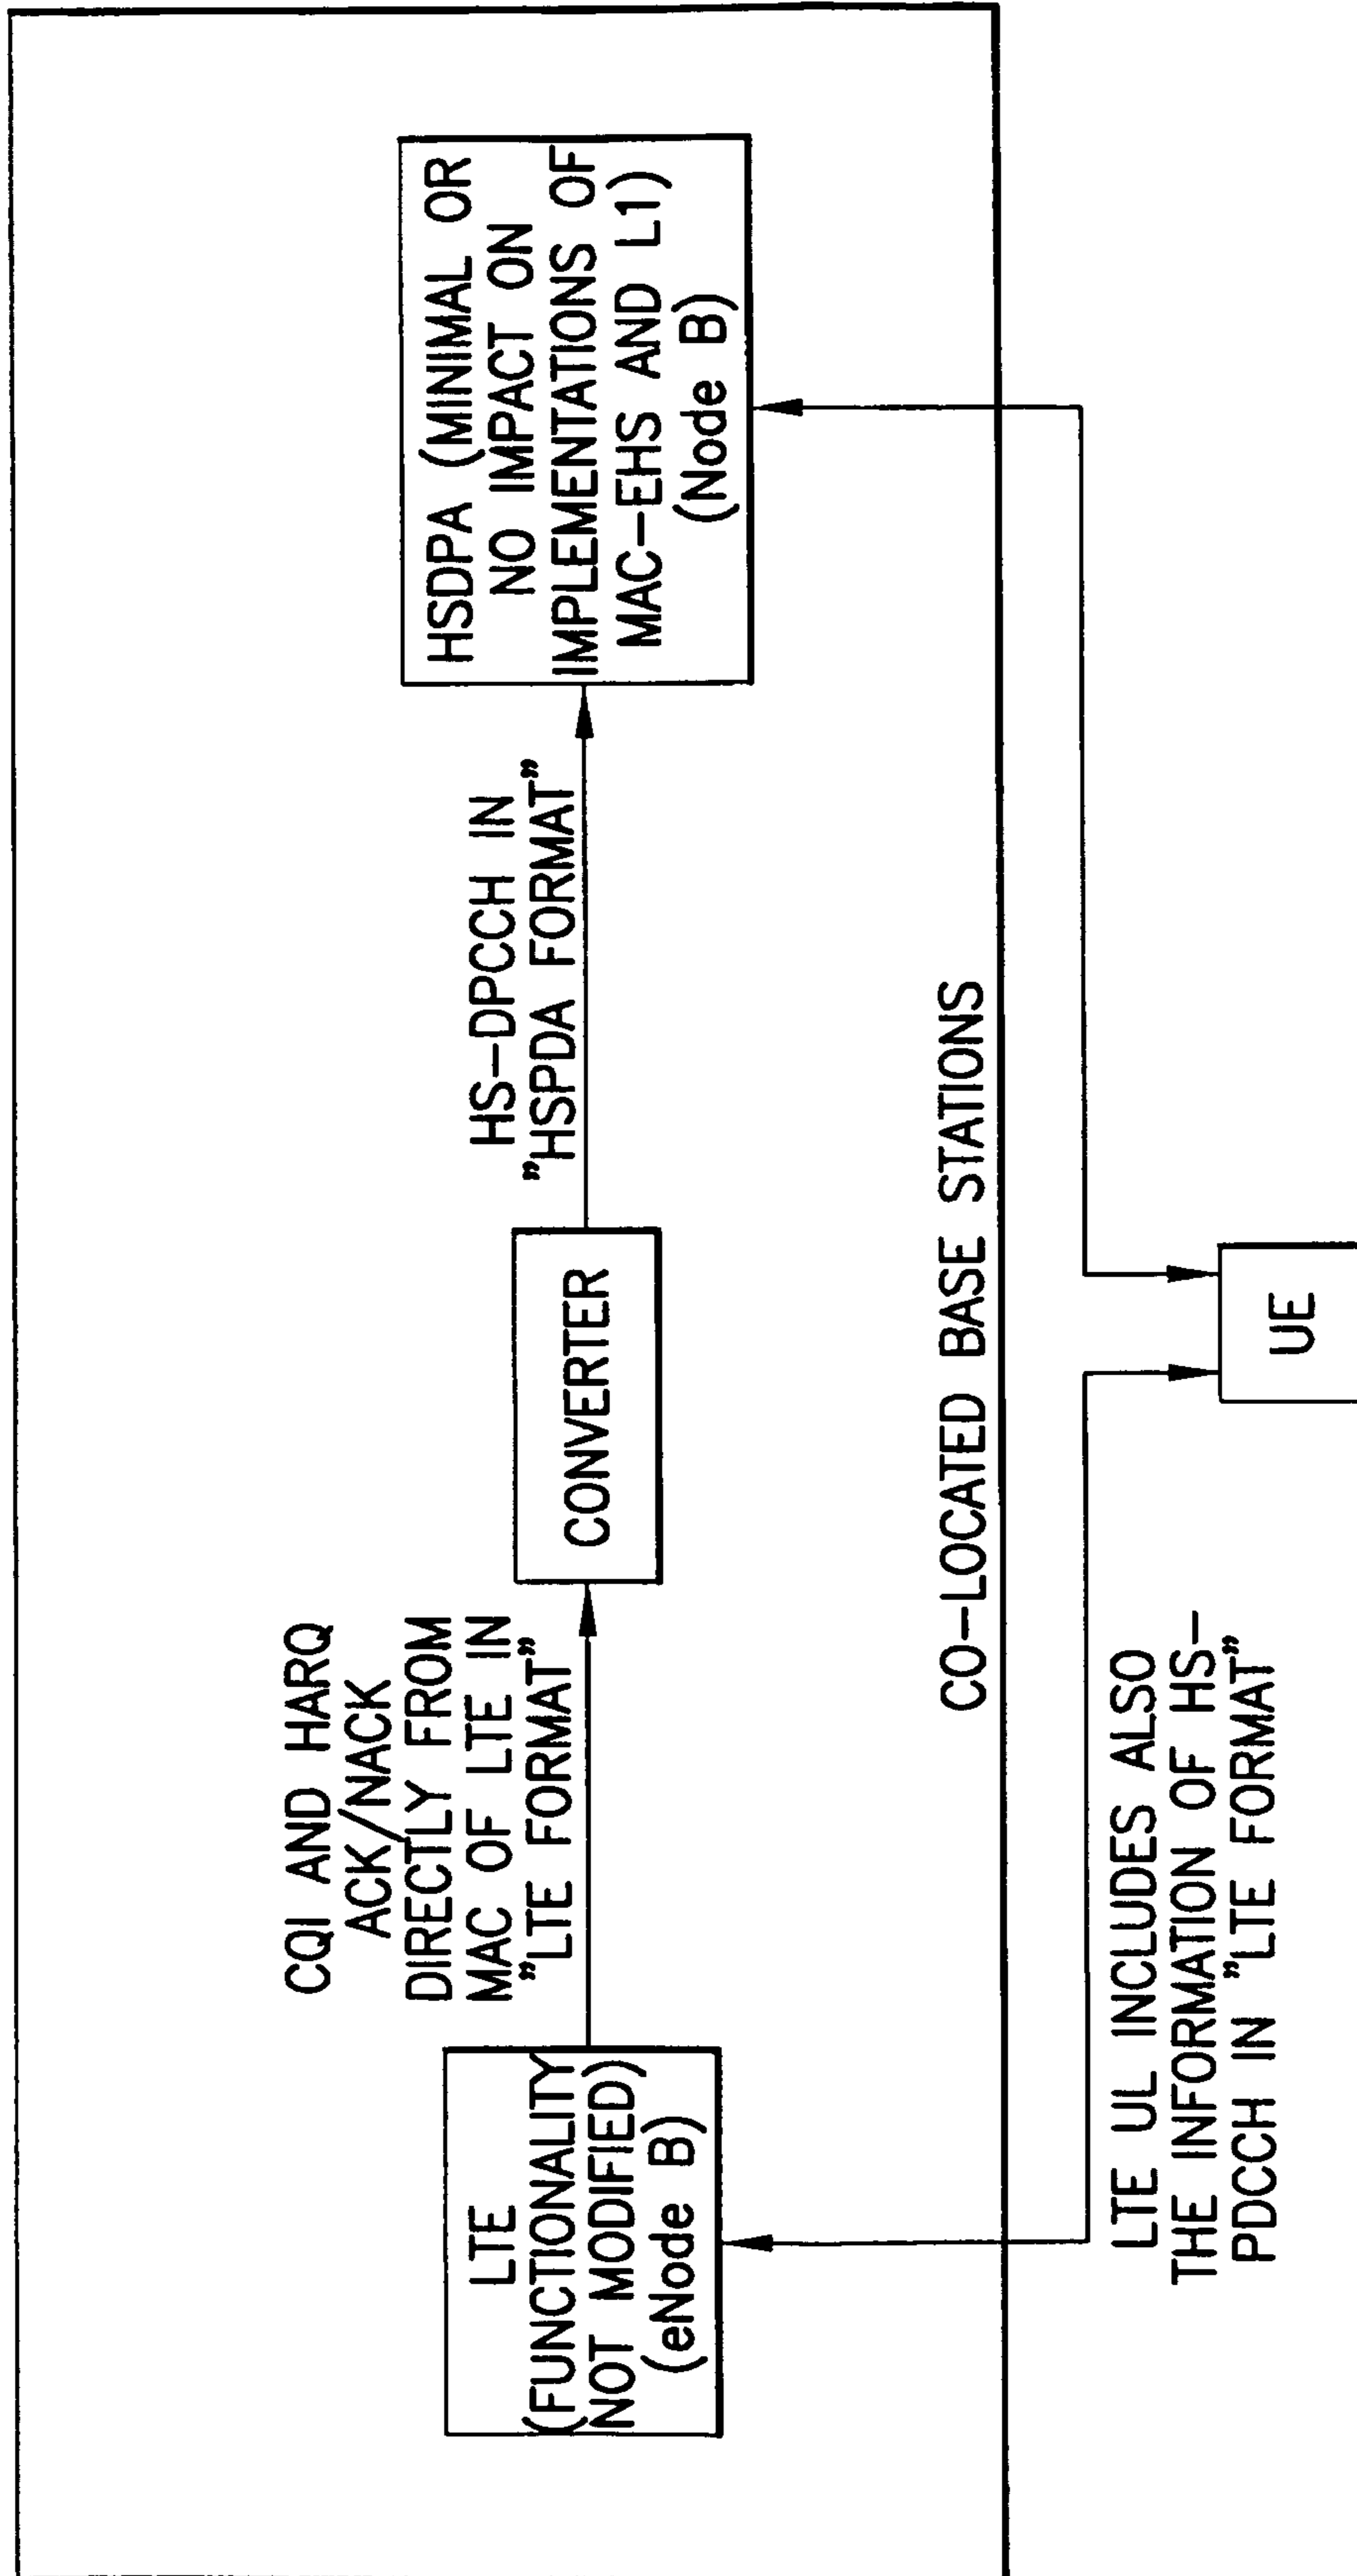 CQI AND HARQ
ACK/NACK
DIRECTLY FROM
MAC OF LTE IN
"LTE FORMAT"
LTE
(FUNCTIONALITY
NOT MODIFIED)
(eNode B)
CONVERTER
HS-DPCCH IN
"HSPDA FORMAT"
HSDPA (MINIMAL OR
NO IMPACT ON
IMPLEMENTATIONS OF
MAC-EHS AND L1)
(Node B)
CO-LOCATED BASE STATIONS
LTE UL INCLUDES ALSO
THE INFORMATION OF HS-
PDCCH IN "LTE FORMAT"
UE